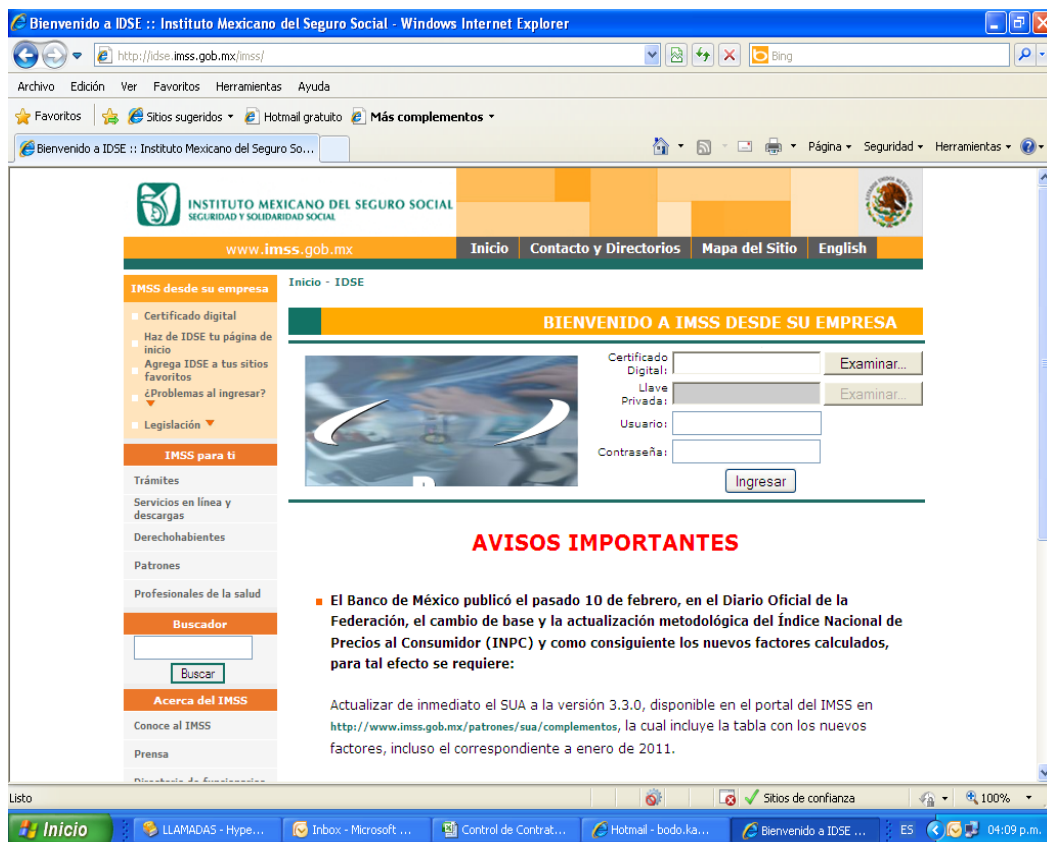 Bienvenido a IDSE :: Instituto Mexicano del Seguro Social - Windows Internet Explorer
http://idse.imss.gob.mx/imss/
Bing
Archivo Edición Ver Favoritos Herramientas Ayuda
Favoritos Sitios sugeridos Hotmail gratuito Más complementos
Bienvenido a IDSE :: Instituto Mexicano del Seguro So...
Página Seguridad Herramientas
INSTITUTO MEXICANO DEL SEGURO SOCIAL
SEGURIDAD Y SOLIDARIDAD SOCIAL
www.imss.gob.mx
Inicio Contacto y Directorios Mapa del Sitio English
IMSS desde su empresa
Certificado digital
Haz de IDSE tu página de
inicio
Agrega IDSE a tus sitios
favoritos
¿Problemas al ingresar?
Legislación
IMSS para ti
Trámites
Servicios en línea y
descargas
Derechohabientes
Patrones
Profesionales de la salud
Buscador
Buscar
Acerca del IMSS
Conoce al IMSS
Prensa
Directorio de funcionarios
Inicio - IDSE
BIENVENIDO A IMSS DESDE SU EMPRESA
Certificado
Digital:
Examinar...
Llave
Privada:
Examinar...
Usuario:
Contraseña:
Ingresar
AVISOS IMPORTANTES
El Banco de México publicó el pasado 10 de febrero, en el Diario Oficial de la
Federación, el cambio de base y la actualización metodológica del Índice Nacional de
Precios al Consumidor (INPC) y como consiguiente los nuevos factores calculados,
para tal efecto se requiere:
Actualizar de inmediato el SUA a la versión 3.3.0, disponible en el portal del IMSS en
http://www.imss.gob.mx/patrones/sua/complementos, la cual incluye la tabla con los nuevos
factores, incluso el correspondiente a enero de 2011.
Listo
Sitios de confianza
100%
Inicio
LLAMADAS - Hype...
Inbox - Microsoft ...
Control de Contrat...
Hotmail - bodo.ka...
Bienvenido a IDSE ...
ES
04:09 p.m.